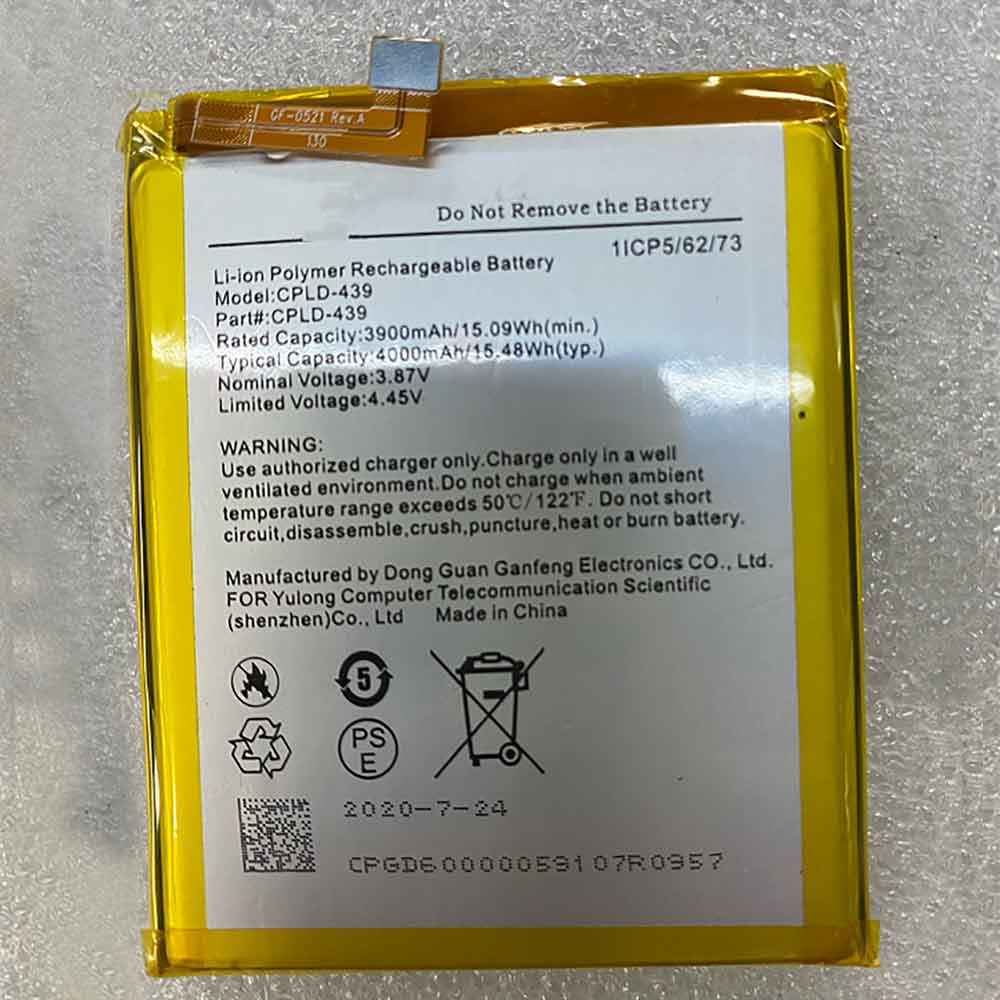 GF-0521 Rev.A
130
Do Not Remove the Battery
1ICP5/62/73
Li-ion Polymer Rechargeable Battery
Model:CPLD-439
Part#:CPLD-439
Rated Capacity:3900mAh/15.09Wh(min.)
Typical Capacity:4000mAh/15.48Wh(typ.)
Nominal Voltage:3.87V
Limited Voltage:4.45V
WARNING:
Use authorized charger only.Charge only in a well
ventilated environment.Do not charge when ambient
temperature range exceeds 50℃/122℉. Do not short
circuit,disassemble,crush,puncture,heat or burn battery.
Manufactured by Dong Guan Ganfeng Electronics CO., Ltd.
FOR Yulong Computer Telecommunication Scientific
(shenzhen)Co., Ltd Made in China
5
PS
E
2020-7-24
CPGD60000059107R0957